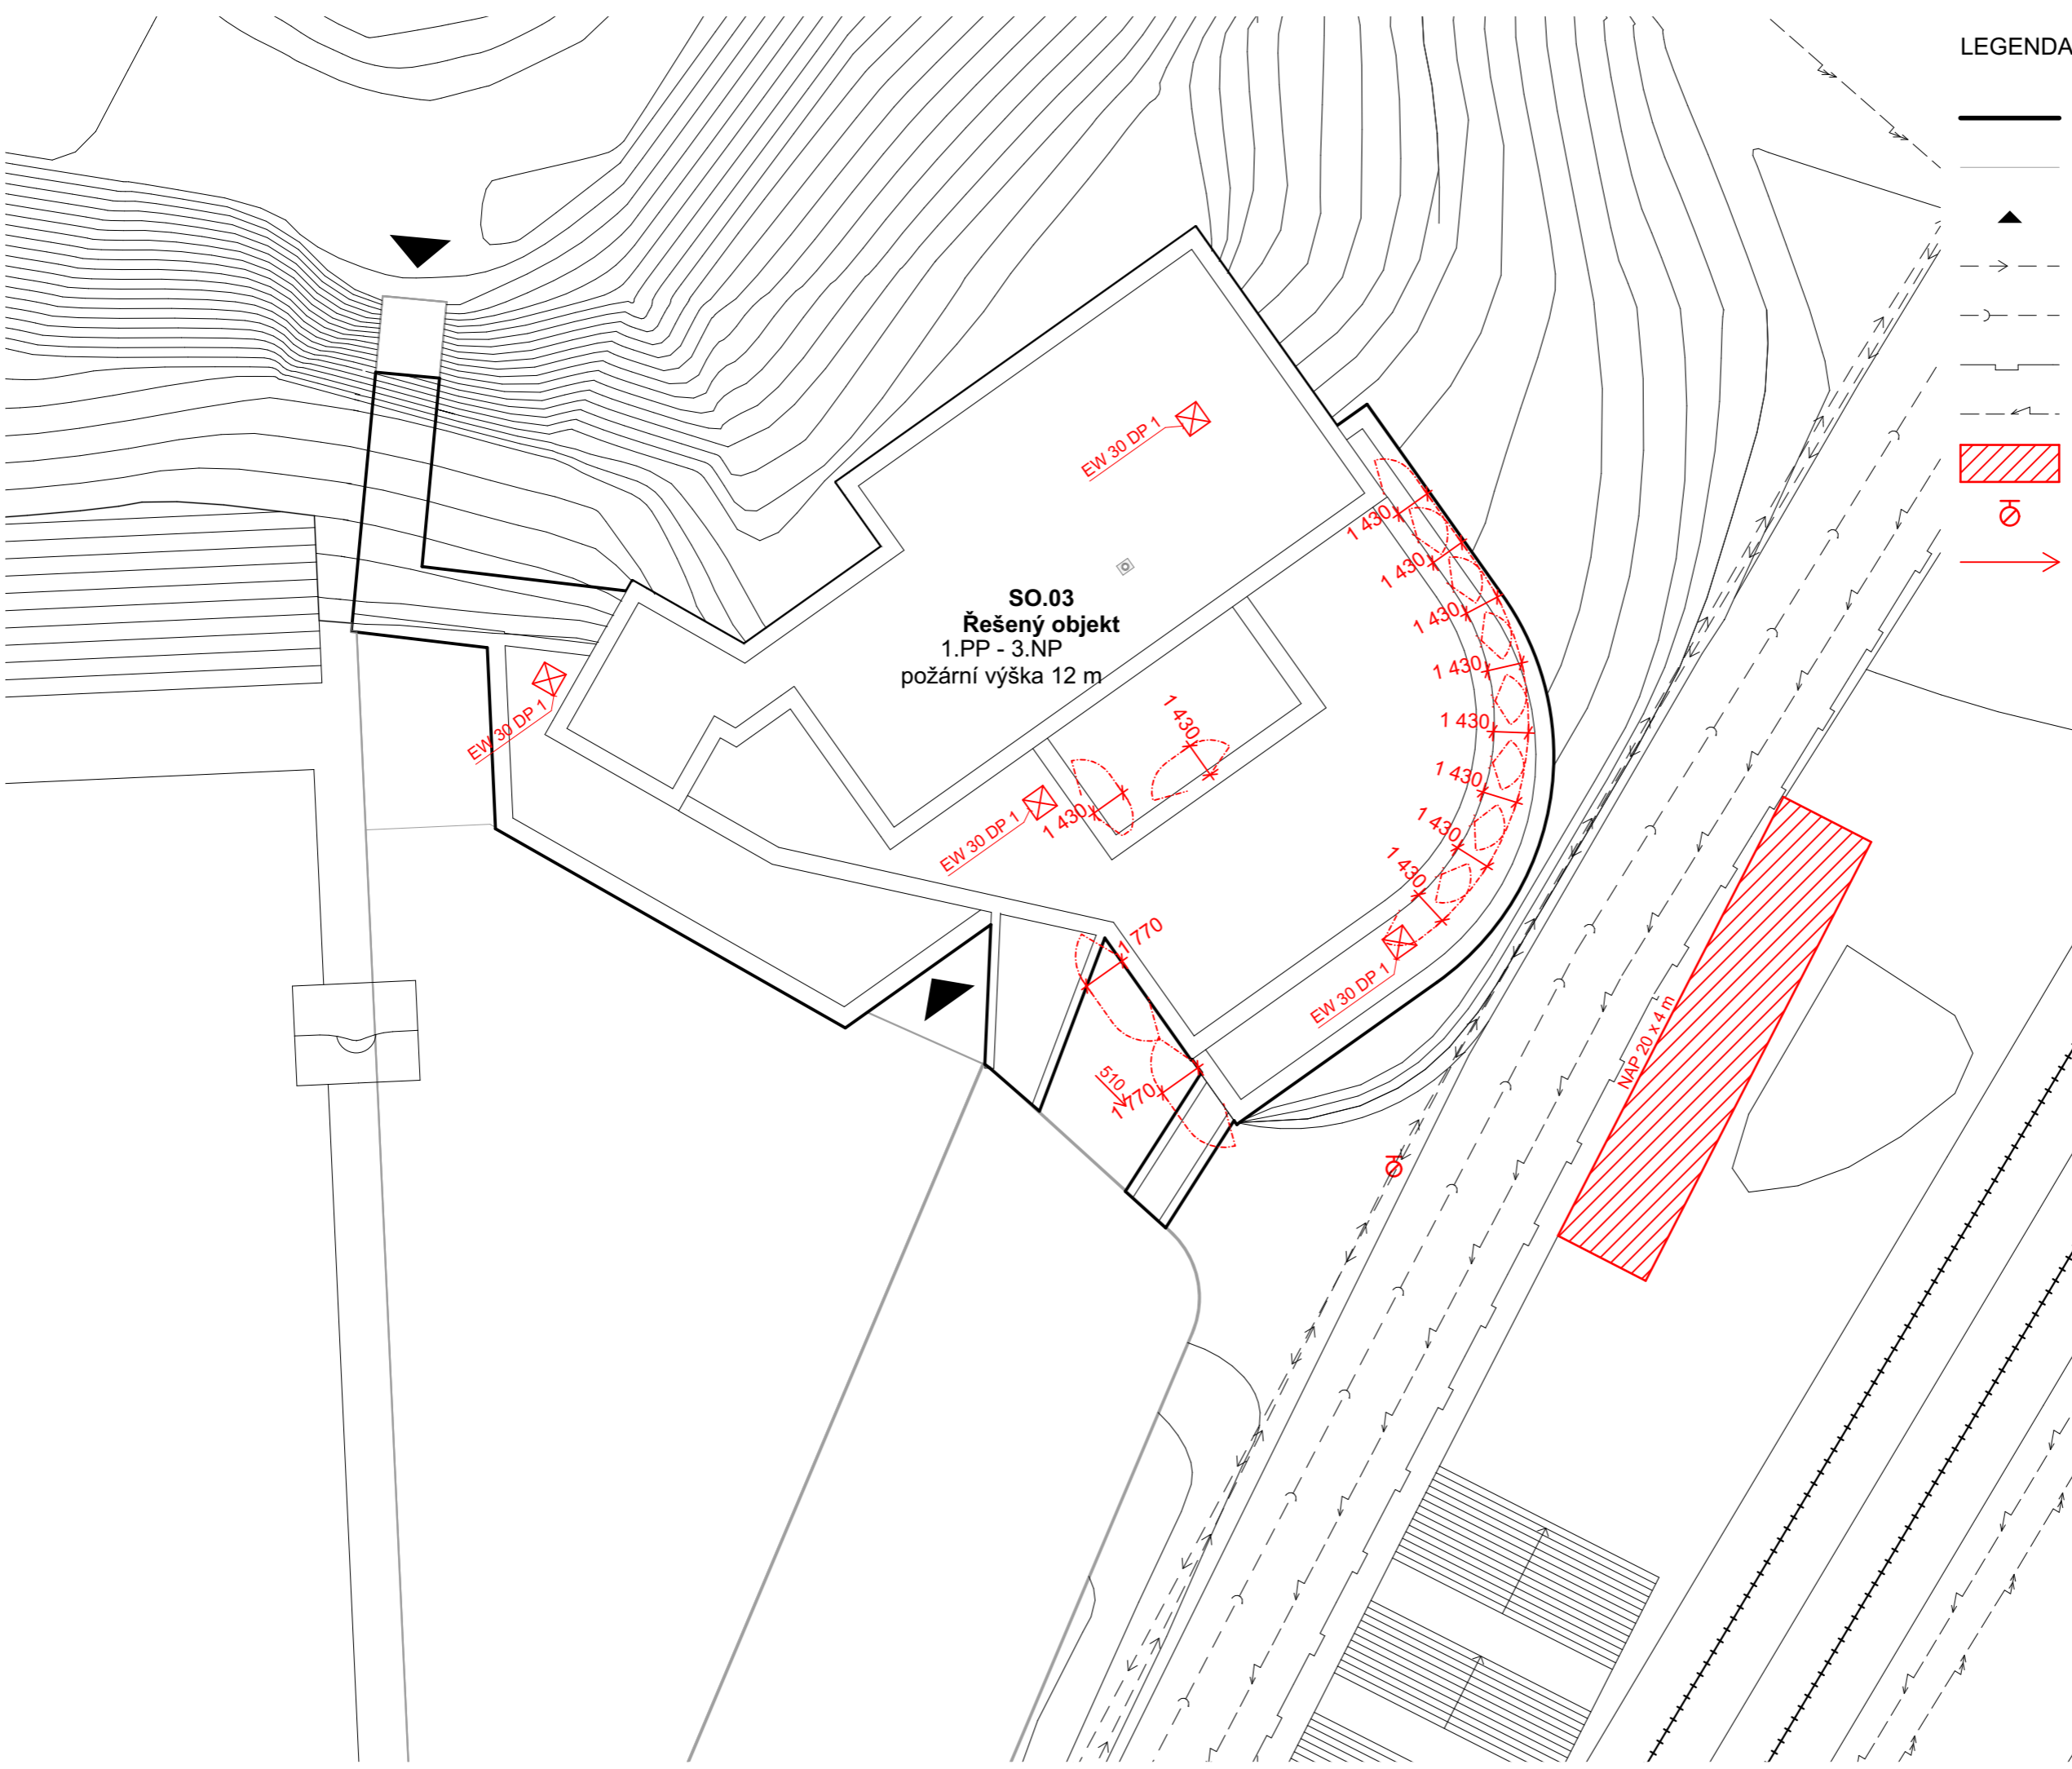 LEGENDA
EW 30 DP 1
1 430
1 430
SO.03
Řešený objekt
1.PP - 3.NP
požární výška 12 m
1 430
1 430
EW 30 DP 1
1 430
1 430
1 430
EW 30 DP 1
1 430
1 430
1 430
1 770
EW 30 DP 1
NAP 20 x 4 m
510
1 770